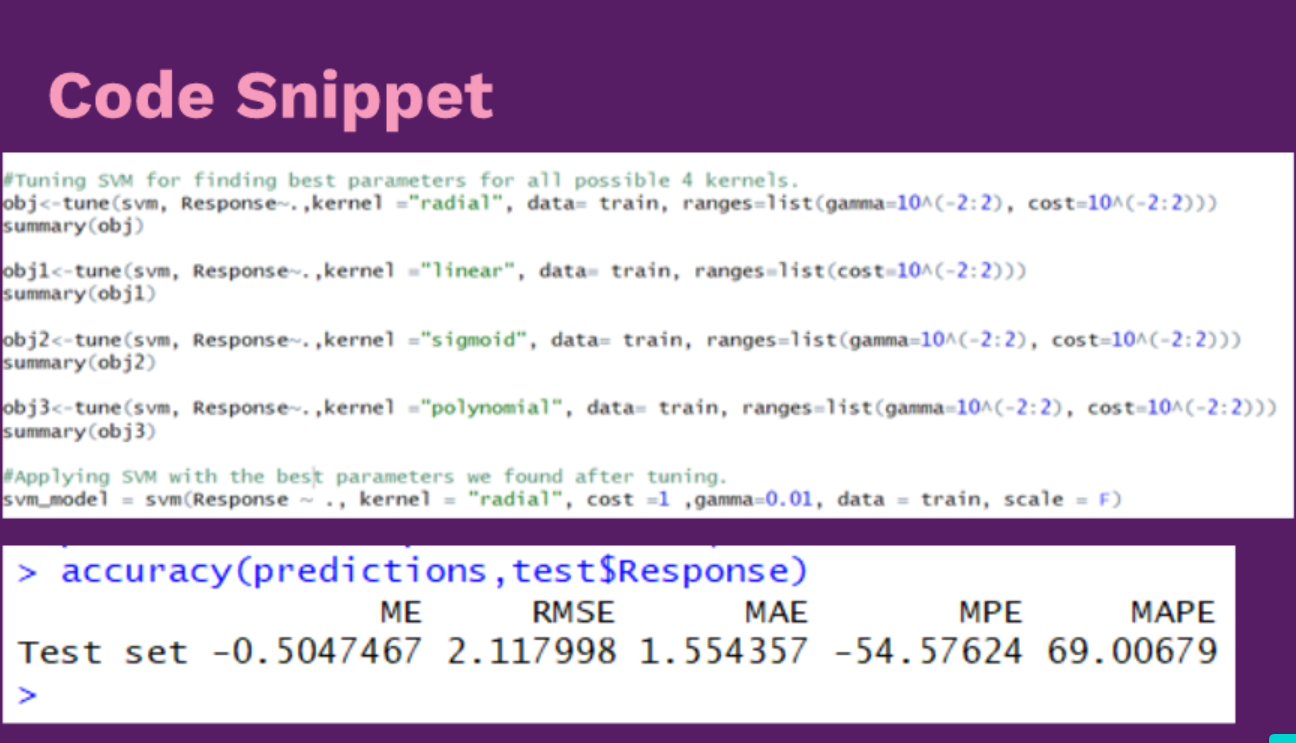 Code Snippet
#Tuning SVM for finding best parameters for all possible 4 kernels.
obj<-tune(svm, Response~.,kernel ="radial", data= train, ranges=list(gamma=10^(-2:2), cost=10^(-2:2)))
summary(obj)
obj1<-tune(svm, Response~.,kernel ="linear", data= train, ranges=list(cost=10^(-2:2)))
summary(obj1)
obj2<-tune(svm, Response~.,kernel ="sigmoid", data= train, ranges=list(gamma=10^(-2:2), cost=10^(-2:2)))
summary(obj2)
obj3<-tune(svm, Response~.,kernel ="polynomial", data= train, ranges=list(gamma=10^(-2:2), cost=10^(-2:2)))
summary(obj3)
#Applying SVM with the best parameters we found after tuning.
svm_model = svm(Response ~ ., kernel = "radial", cost =1 ,gamma=0.01, data = train, scale = F)
> accuracy(predictions,test$Response)
ME RMSE MAE MPE MAPE
Test set -0.5047467 2.117998 1.554357 -54.57624 69.00679
>